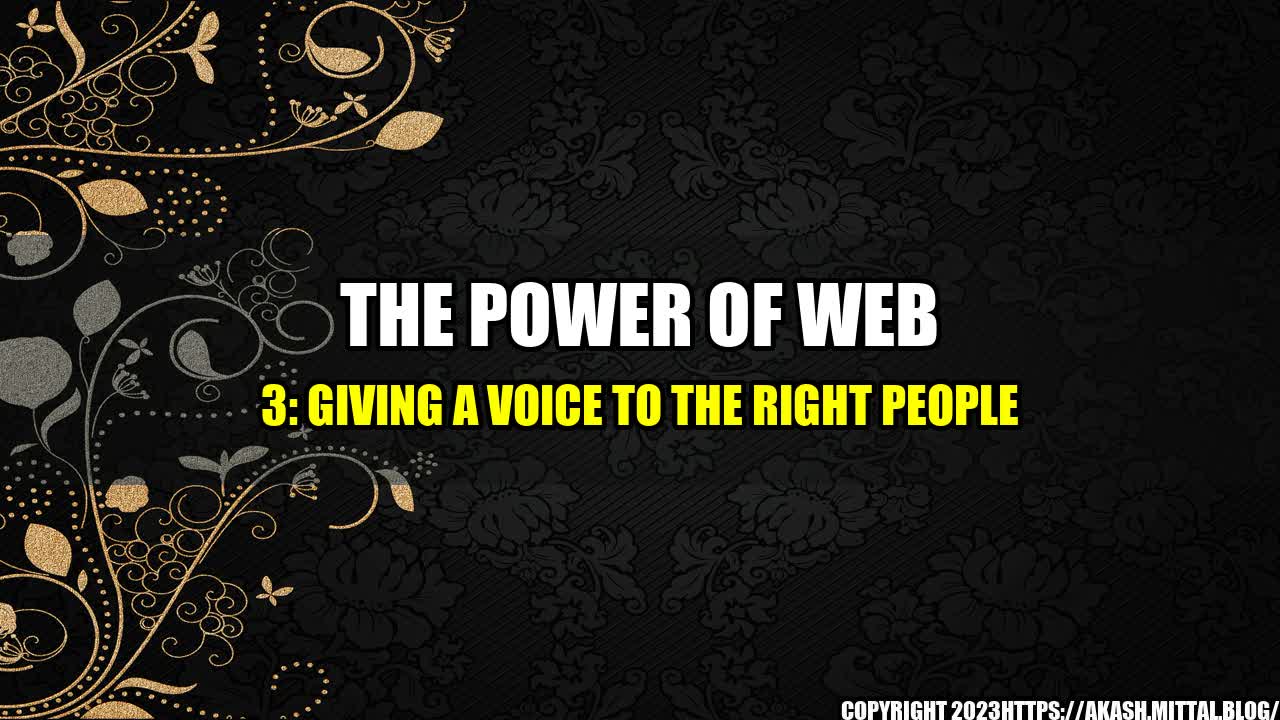 THE POWER OF WEB
3: GIVING A VOICE TO THE RIGHT PEOPLE
COPYRIGHT 2023HTTPS://AKASH.MITTAL.BLOG/